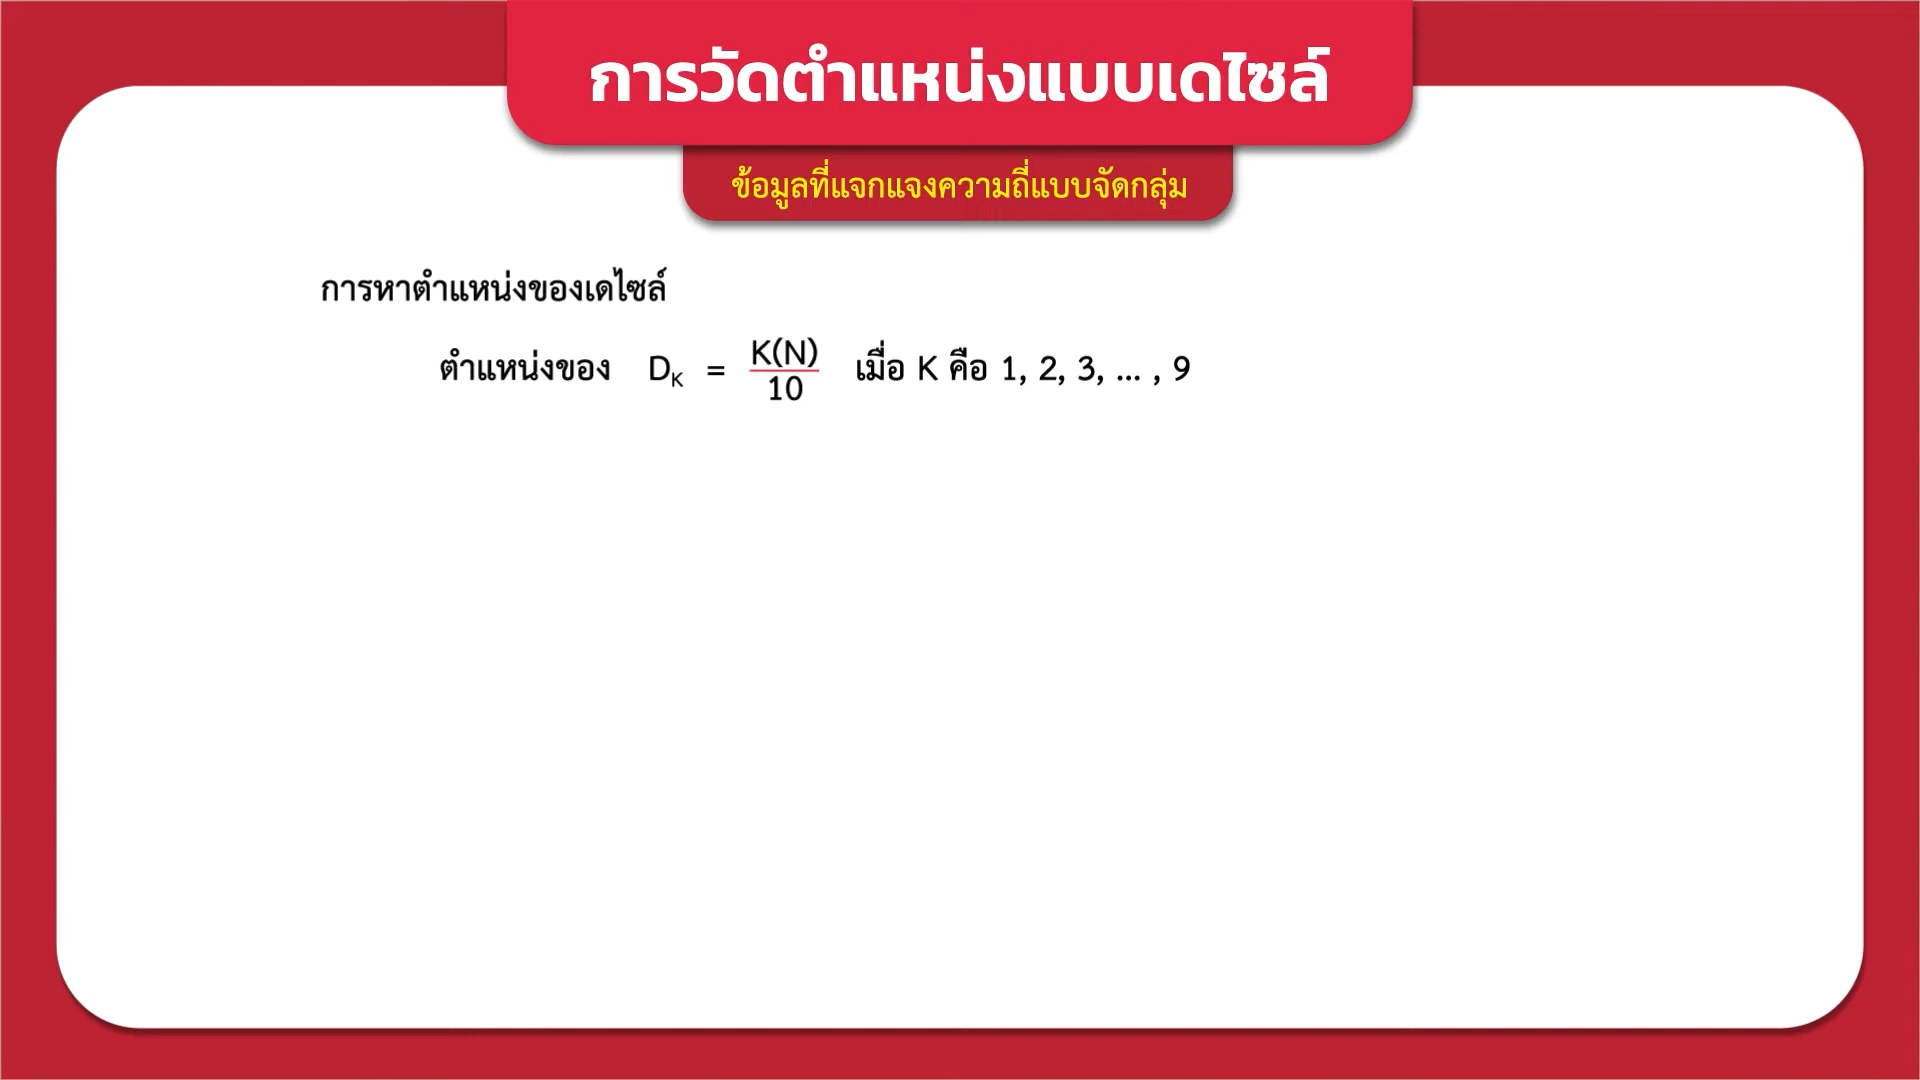 การวัดตำแหน่งแบบเดไซล์
ข้อมูลที่แจกแจงความถี่แบบจัดกลุ่ม
การหาตำแหน่งของเดไซล์
ตำแหน่งของ D_K = K(N)/10 เมื่อ K คือ 1, 2, 3, ... , 9